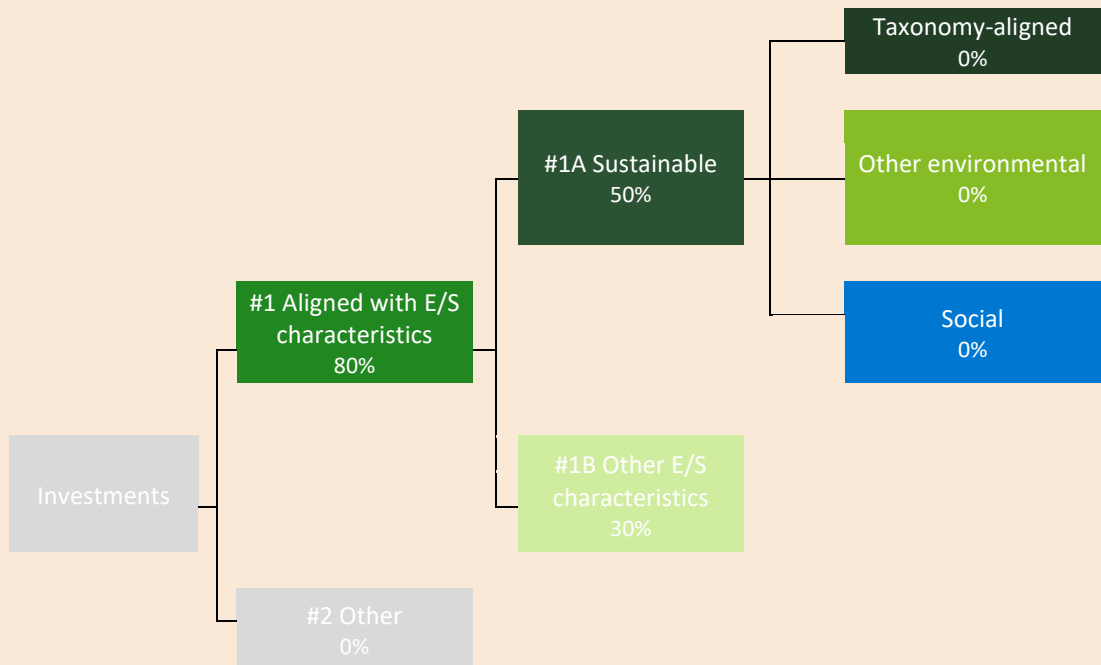 Taxonomy-aligned
0%
#1A Sustainable
50%
Other environmental
0%
#1 Aligned with E/S
characteristics
80%
Social
0%
Investments
#1B Other E/S
characteristics
30%
#2 Other
0%